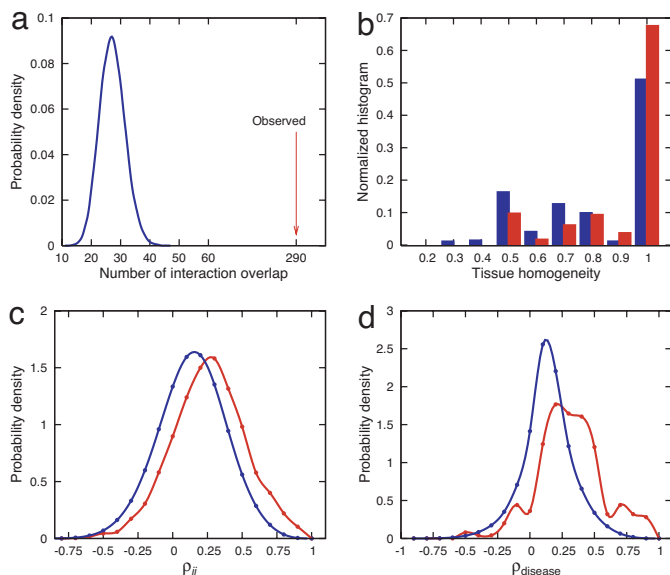 a
0.1
0.08
0.06
0.04
0.02
0
Probability density
Observed
10 20 30 40 50 60 290
Number of interaction overlap
b
0.7
0.6
0.5
0.4
0.3
0.2
0.1
0
Normalized histogram
0.2 0.3 0.4 0.5 0.6 0.7 0.8 0.9 1
Tissue homogeneity
c
2
1.5
1
0.5
0
Probability density
-0.75 -0.5 -0.25 0 0.25 0.5 0.75 1
ρij
d
3
2.5
2
1.5
1
0.5
0
Probability density
-1 -0.75 -0.5 -0.25 0 0.25 0.5 0.75 1
ρdisease